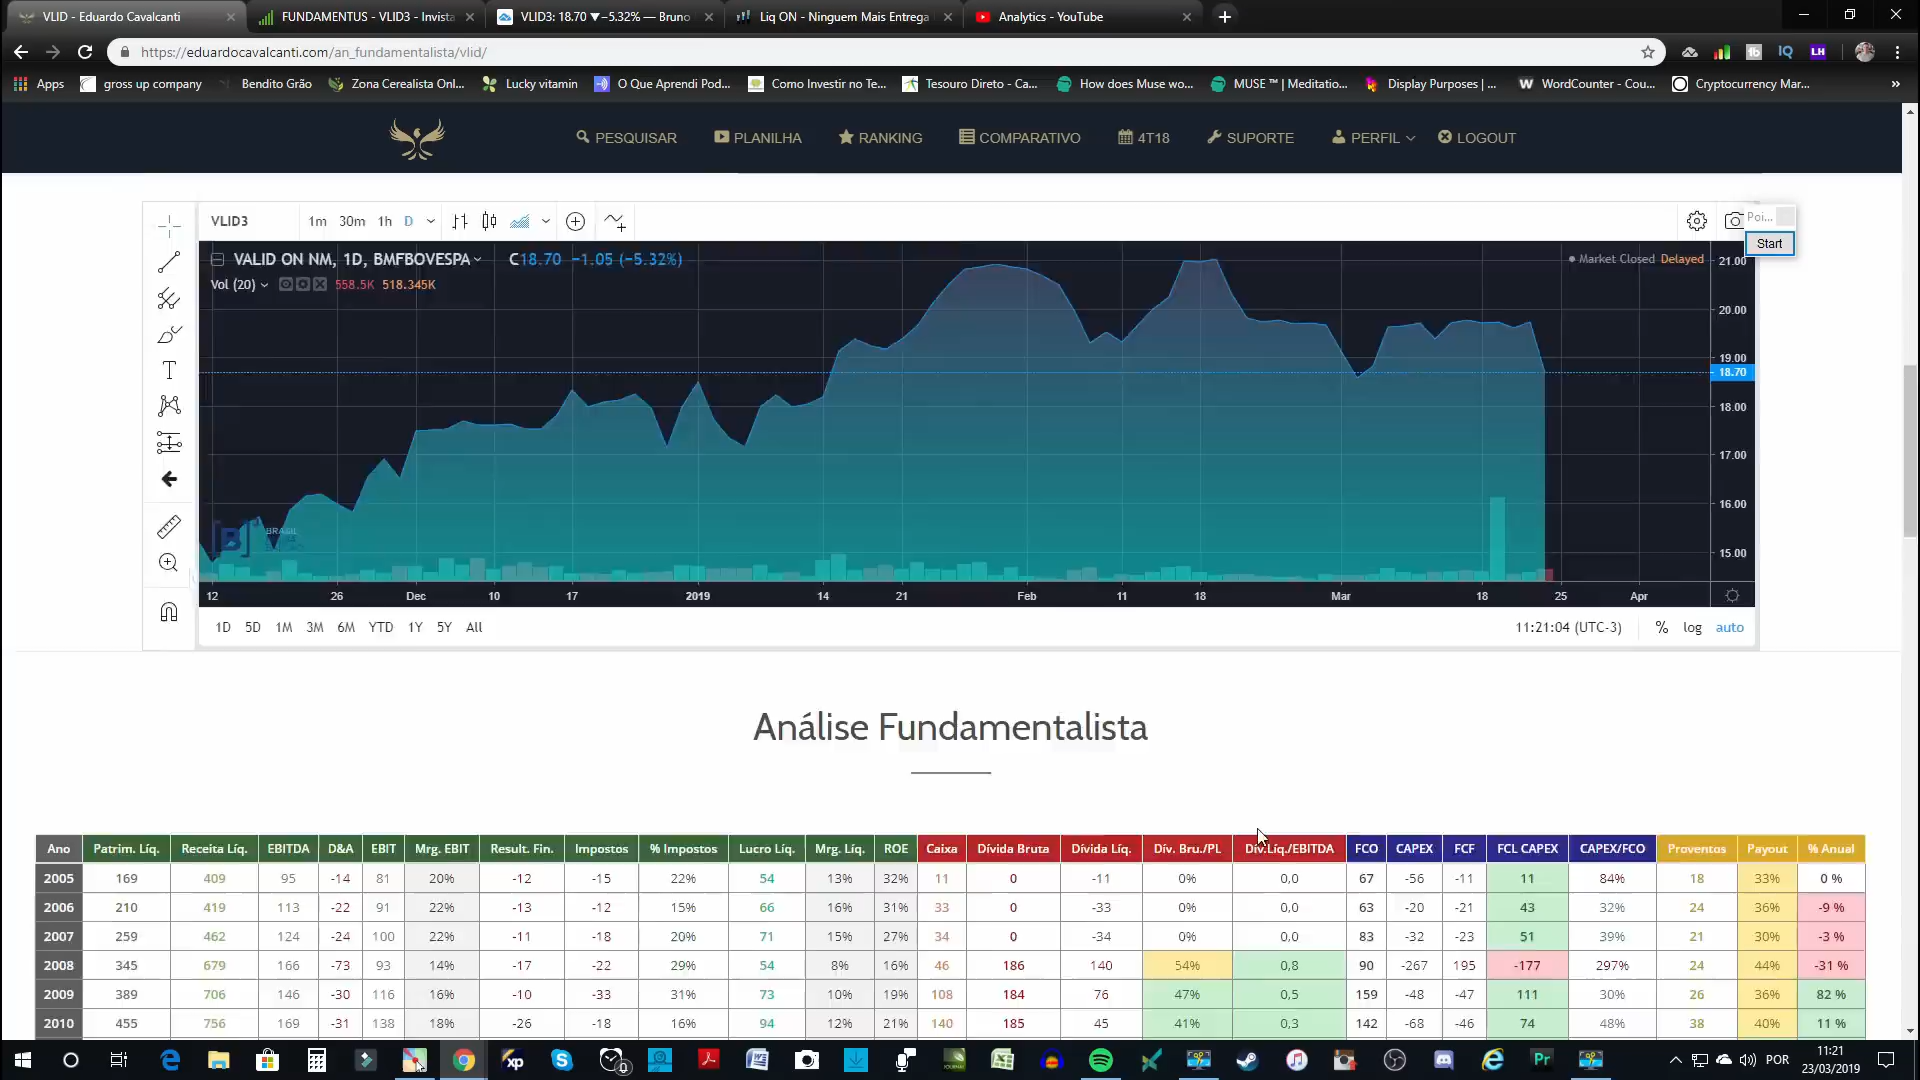 VLID - Eduardo Cavalcanti
FUNDAMENTUS - VLID3 - Invista
VLID3: 18.70 ▼−5.32% — Bruno
Liq ON - Ninguem Mais Entrega
Analytics - YouTube
https://eduardocavalcanti.com/an_fundamentalista/vlid/
Apps gross up company Bendito Grão Zona Cerealista Onl... Lucky vitamin O Que Aprendi Pod... Como Investir no Te... Tesouro Direto - Ca... How does Muse wo... MUSE ™ | Meditatio... Display Purposes | ... WordCounter - Cou... Cryptocurrency Mar... »
PESQUISAR PLANILHA RANKING COMPARATIVO 4T18 SUPORTE PERFIL LOGOUT
VLID3 1m 30m 1h D
Poi...
Start
VALID ON NM, 1D, BMFBOVESPA C18.70 −1.05 (−5.32%)
Market Closed Delayed
Vol (20) 558.5K 518.345K
21.00
20.00
19.00
18.70
18.00
17.00
16.00
15.00
12 26 Dec 10 17 2019 14 21 Feb 11 18 Mar 18 25 Apr
1D 5D 1M 3M 6M YTD 1Y 5Y All 11:21:04 (UTC-3) % log auto
Análise Fundamentalista
Ano Patrim. Líq. Receita Líq. EBITDA D&A EBIT Mrg. EBIT Result. Fin. Impostos % Impostos Lucro Líq. Mrg. Líq. ROE Caixa Dívida Bruta Dívida Líq. Dív. Bru./PL Dív.Líq./EBITDA FCO CAPEX FCF FCL CAPEX CAPEX/FCO Proventos Payout % Anual
2005 169 409 95 -14 81 20% -12 -15 22% 54 13% 32% 11 0 -11 0% 0,0 67 -56 -11 11 84% 18 33% 0 %
2006 210 419 113 -22 91 22% -13 -12 15% 66 16% 31% 33 0 -33 0% 0,0 63 -20 -21 43 32% 24 36% -9 %
2007 259 462 124 -24 100 22% -11 -18 20% 71 15% 27% 34 0 -34 0% 0,0 83 -32 -23 51 39% 21 30% -3 %
2008 345 679 166 -73 93 14% -17 -22 29% 54 8% 16% 46 186 140 54% 0,8 90 -267 195 -177 297% 24 44% -31 %
2009 389 706 146 -30 116 16% -10 -33 31% 73 10% 19% 108 184 76 47% 0,5 159 -48 -47 111 30% 26 36% 82 %
2010 455 756 169 -31 138 18% -26 -18 16% 94 12% 21% 140 185 45 41% 0,3 142 -68 -46 74 48% 38 40% 11 %
POR
11:21
23/03/2019